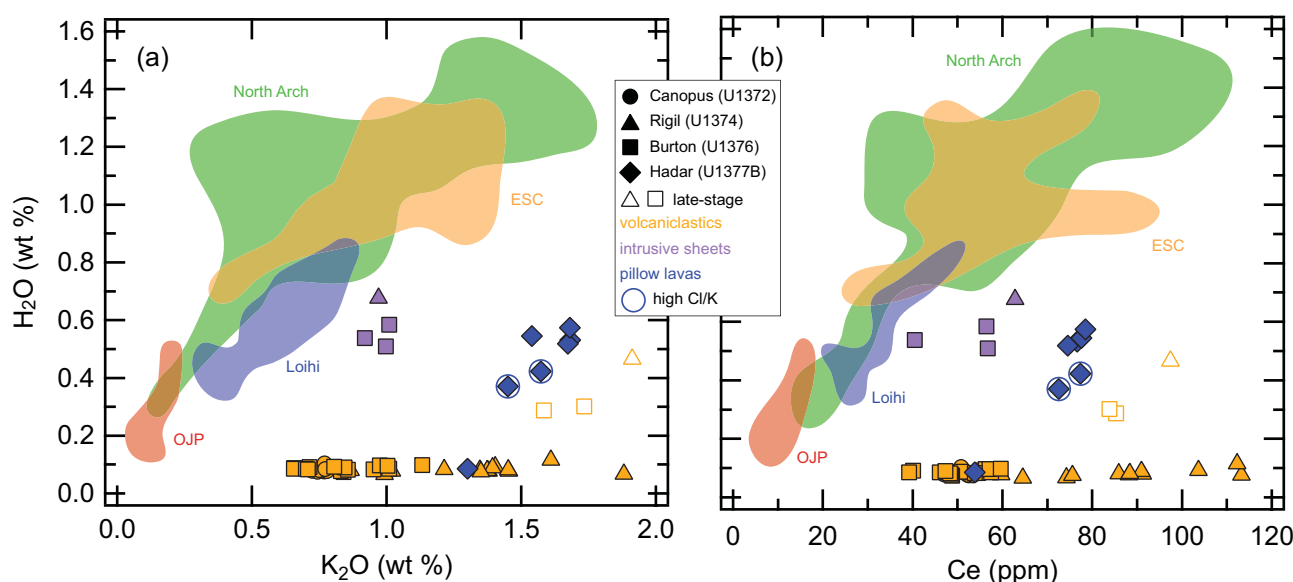 (a)
North Arch
ESC
Loihi
OJP
1.6
1.4
1.2
1.0
0.8
0.6
0.4
0.2
0.0
H₂O (wt %)
0.0 0.5 1.0 1.5 2.0
K₂O (wt %)
Canopus (U1372)
Rigil (U1374)
Burton (U1376)
Hadar (U1377B)
late-stage
volcaniclastics
intrusive sheets
pillow lavas
high Cl/K
(b)
North Arch
ESC
Loihi
OJP
0 20 40 60 80 100 120
Ce (ppm)